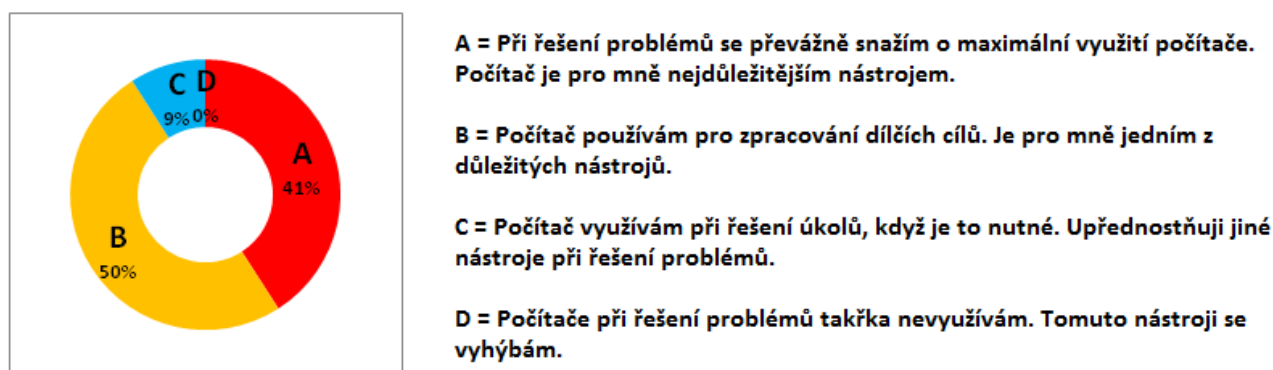 C D
9% 0%
A
41%
B
50%
A = Při řešení problémů se převážně snažím o maximální využití počítače.
Počítač je pro mně nejdůležitějším nástrojem.
B = Počítač používám pro zpracování dílčích cílů. Je pro mně jedním z
důležitých nástrojů.
C = Počítač využívám při řešení úkolů, když je to nutné. Upřednostňuji jiné
nástroje při řešení problémů.
D = Počítače při řešení problémů takřka nevyužívám. Tomuto nástroji se
vyhýbám.